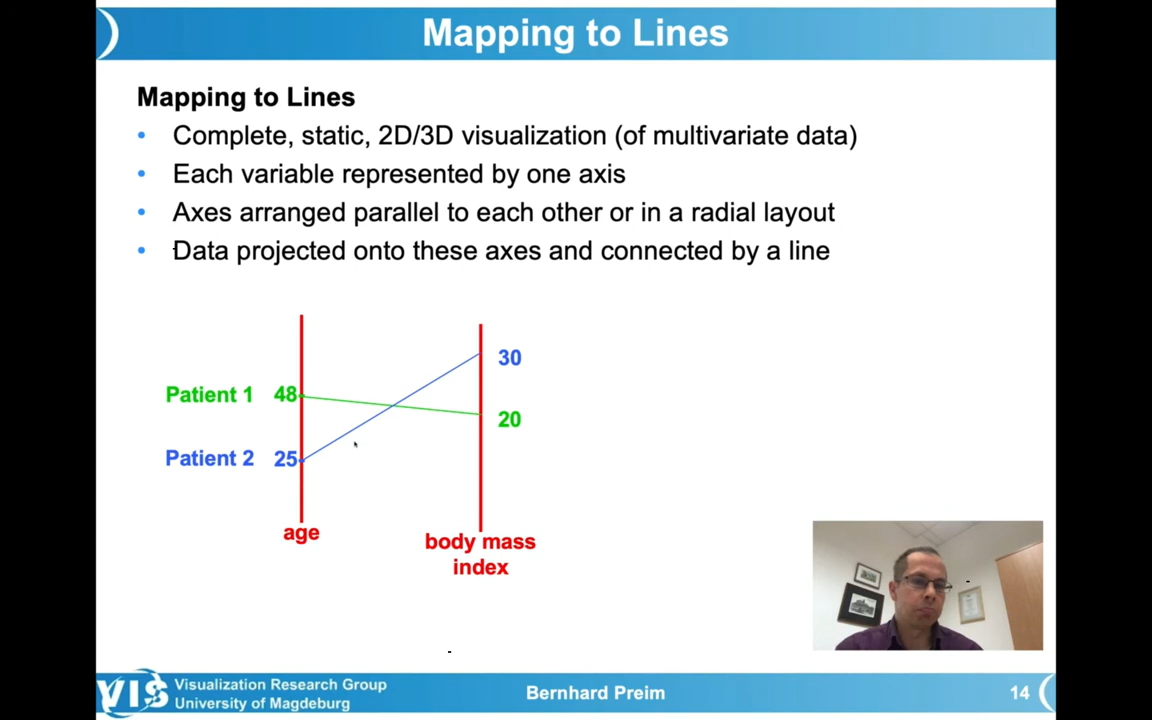 Mapping to Lines
Mapping to Lines
• Complete, static, 2D/3D visualization (of multivariate data)
• Each variable represented by one axis
• Axes arranged parallel to each other or in a radial layout
• Data projected onto these axes and connected by a line
30
Patient 1 48
20
Patient 2 25
age
body mass
index
VIS
Visualization Research Group
University of Magdeburg
Bernhard Preim
14